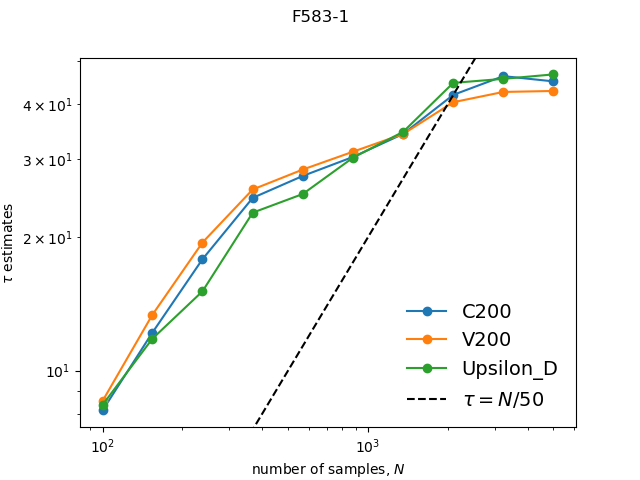 F583-1
τ estimates
4 × 10¹
3 × 10¹
2 × 10¹
10¹
C200
V200
Upsilon_D
τ = N/50
10² 10³
number of samples, N